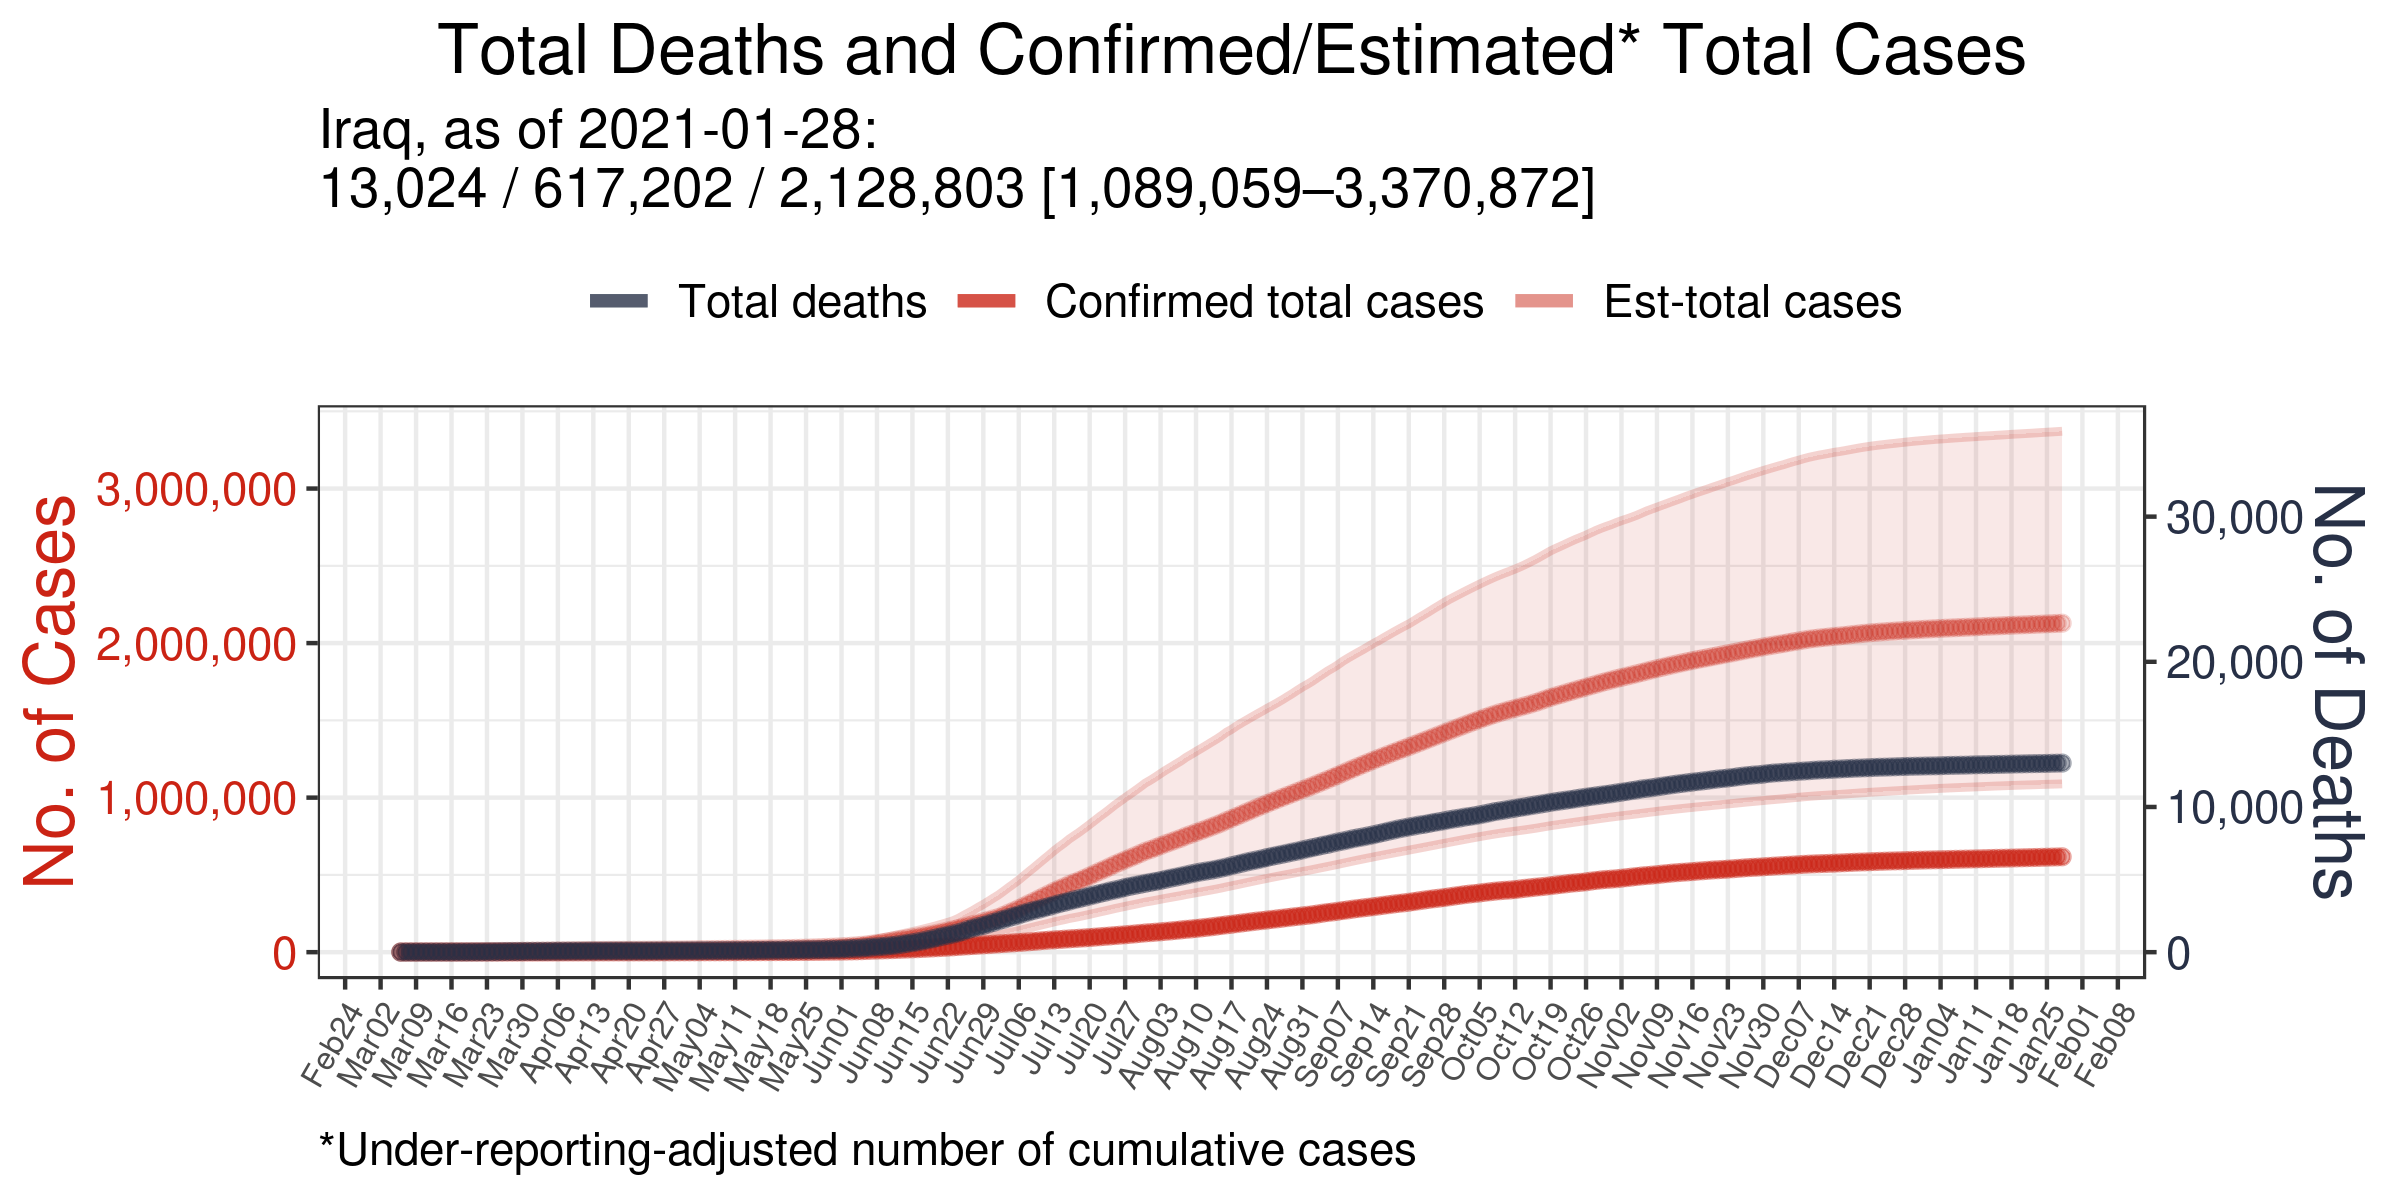 Total Deaths and Confirmed/Estimated* Total Cases
Iraq, as of 2021-01-28:
13,024 / 617,202 / 2,128,803 [1,089,059–3,370,872]
Total deaths
Confirmed total cases
Est-total cases
No. of Cases
3,000,000
2,000,000
1,000,000
0
30,000
20,000
10,000
0
No. of Deaths
Feb24
Mar02
Mar09
Mar16
Mar23
Mar30
Apr06
Apr13
Apr20
Apr27
May04
May11
May18
May25
Jun01
Jun08
Jun15
Jun22
Jun29
Jul06
Jul13
Jul20
Jul27
Aug03
Aug10
Aug17
Aug24
Aug31
Sep07
Sep14
Sep21
Sep28
Oct05
Oct12
Oct19
Oct26
Nov02
Nov09
Nov16
Nov23
Nov30
Dec07
Dec14
Dec21
Dec28
Jan04
Jan11
Jan18
Jan25
Feb01
Feb08
*Under-reporting-adjusted number of cumulative cases